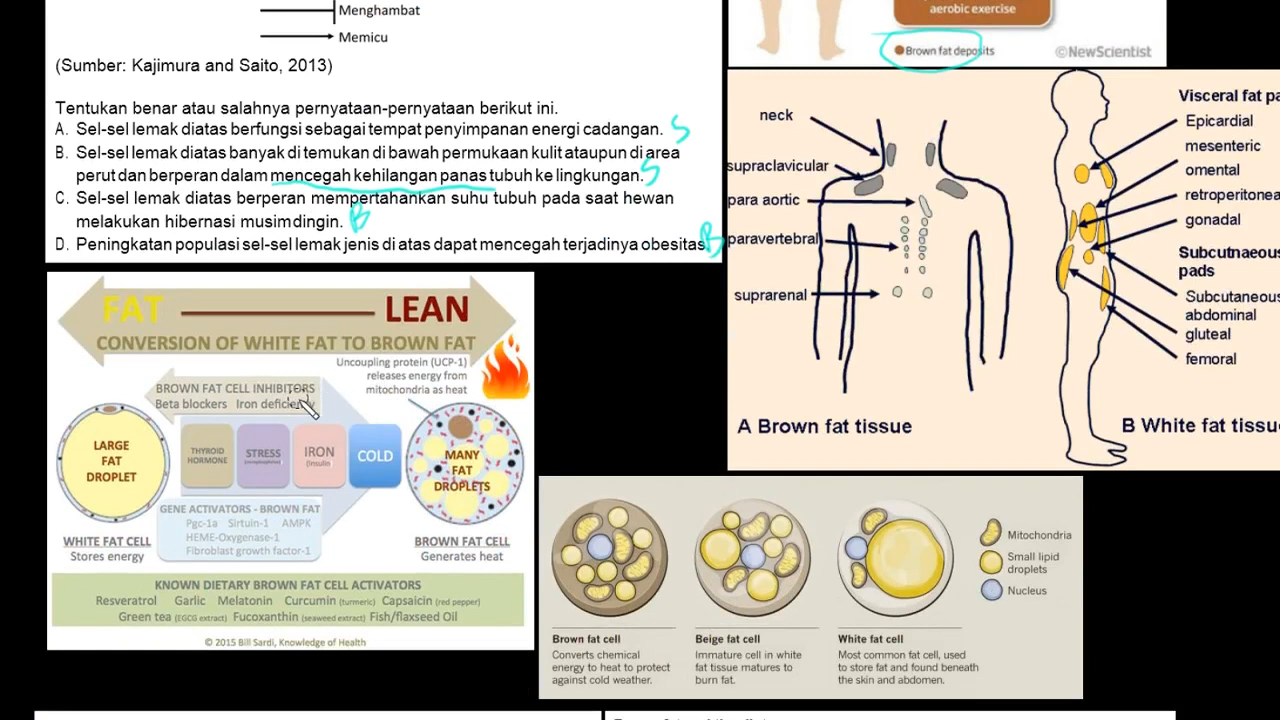 Menghambat
Memicu
(Sumber: Kajimura and Saito, 2013)
Tentukan benar atau salahnya pernyataan-pernyataan berikut ini.
A. Sel-sel lemak diatas berfungsi sebagai tempat penyimpanan energi cadangan. S
B. Sel-sel lemak diatas banyak di temukan di bawah permukaan kulit ataupun di area
perut dan berperan dalam mencegah kehilangan panas tubuh ke lingkungan. S
C. Sel-sel lemak diatas berperan mempertahankan suhu tubuh pada saat hewan
melakukan hibernasi musim dingin. B
D. Peningkatan populasi sel-sel lemak jenis di atas dapat mencegah terjadinya obesitas. B
aerobic exercise
Brown fat deposits
©NewScientist
neck
supraclavicular
para aortic
paravertebral
suprarenal
A Brown fat tissue
Visceral fat
Epicardial
mesenteric
omental
retroperitonea
gonadal
Subcutnaeous
pads
Subcutaneous
abdominal
gluteal
femoral
B White fat
FAT
LEAN
CONVERSION OF WHITE FAT TO BROWN FAT
Uncoupling protein (UCP-1)
releases energy from
mitochondria as heat
BROWN FAT CELL INHIBITORS
Beta blockers Iron deficiency
LARGE
FAT
DROPLET
THYROID
HORMONE
STRESS
IRON
(Insulin)
COLD
MANY
FAT
DROPLETS
GENE ACTIVATORS - BROWN FAT
Pgc-1a Sirtuin-1 AMPK
HEME-Oxygenase-1
Fibroblast growth factor-1
WHITE FAT CELL
Stores energy
BROWN FAT CELL
Generates heat
KNOWN DIETARY BROWN FAT CELL ACTIVATORS
Resveratrol Garlic Melatonin Curcumin (turmeric) Capsaicin (red pepper)
Green tea (EGCG extract) Fucoxanthin (seaweed extract) Fish/flaxseed Oil
© 2015 Bill Sardi, Knowledge of Health
Mitochondria
Small lipid
droplets
Nucleus
Brown fat cell
Converts chemical
energy to heat to protect
against cold weather.
Beige fat cell
Immature cell in white
fat tissue matures to
burn fat.
White fat cell
Most common fat cell, used
to store fat and found beneath
the skin and abdomen.